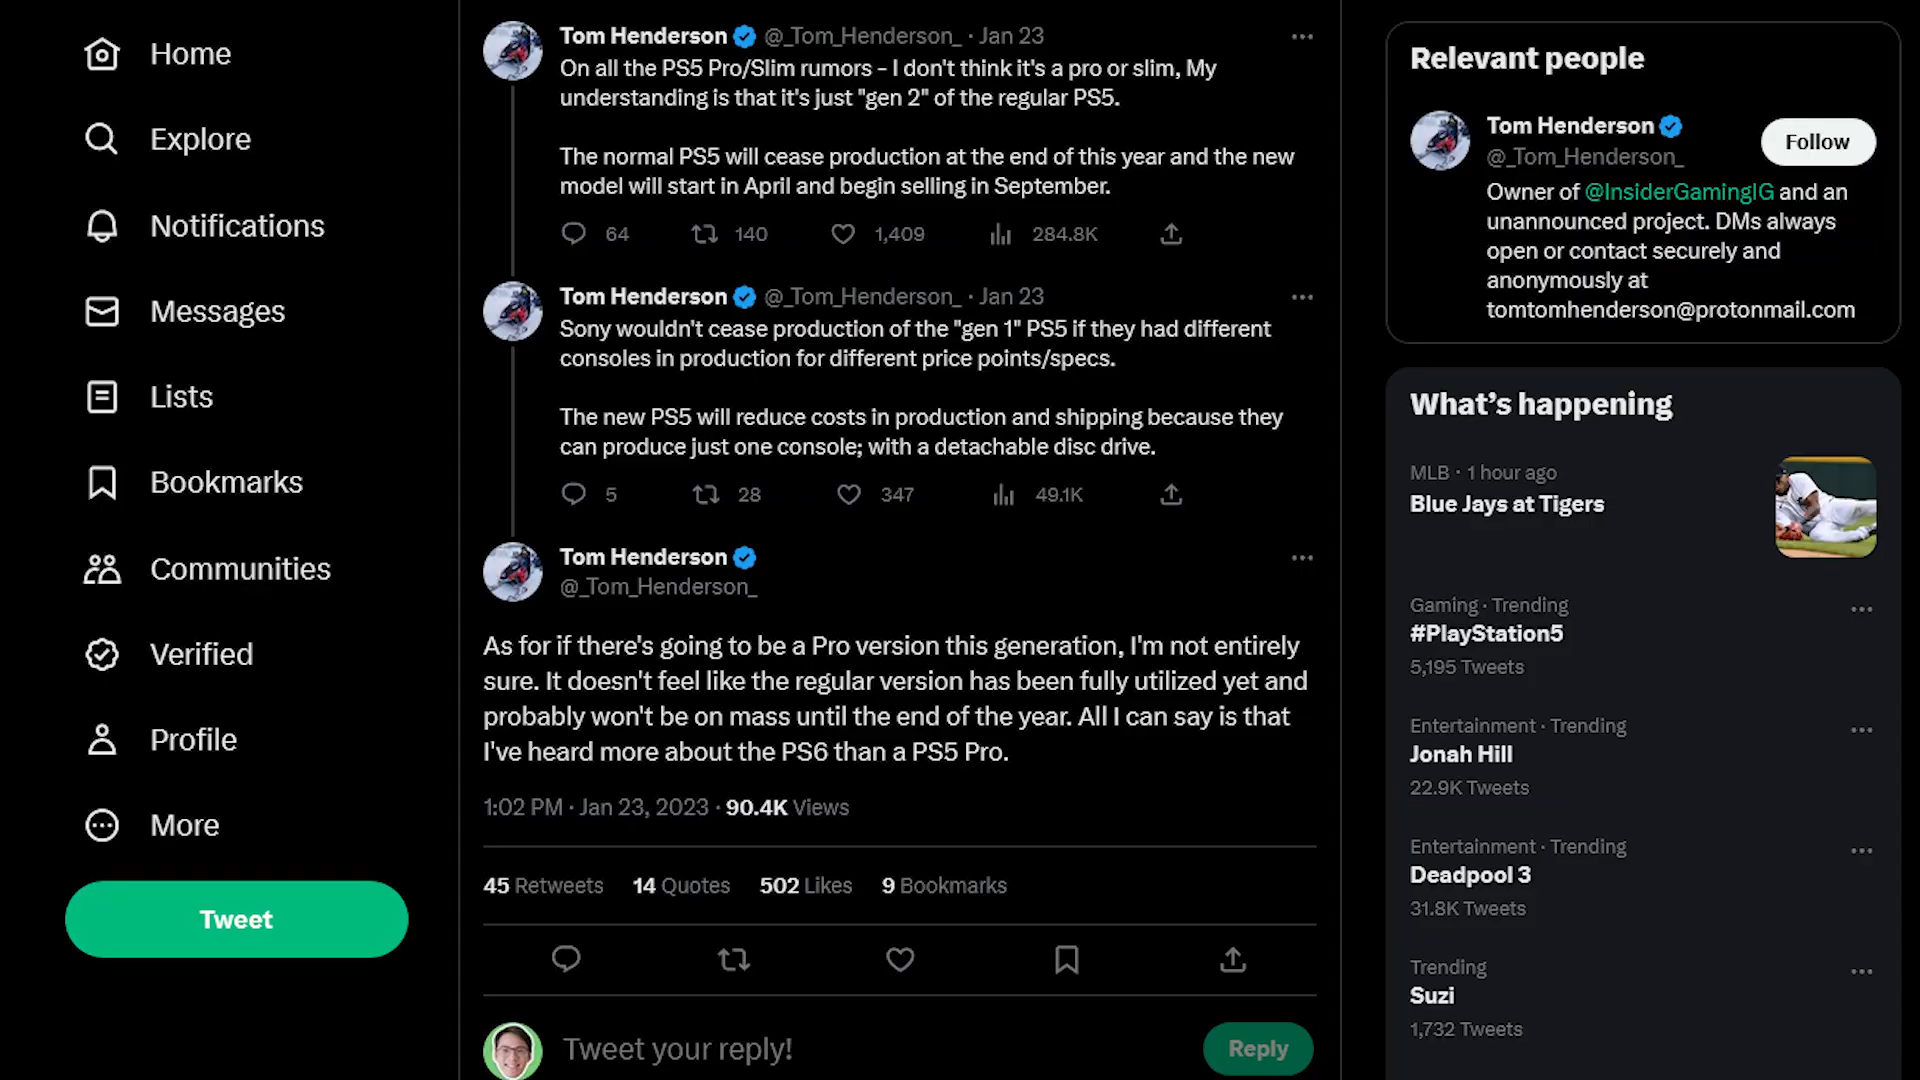 Home
Explore
Notifications
Messages
Lists
Bookmarks
Communities
Verified
Profile
More
Tweet
Tom Henderson @_Tom_Henderson_ · Jan 23
On all the PS5 Pro/Slim rumors - I don't think it's a pro or slim, My
understanding is that it's just "gen 2" of the regular PS5.
The normal PS5 will cease production at the end of this year and the new
model will start in April and begin selling in September.
64 140 1,409 284.8K
Tom Henderson @_Tom_Henderson_ · Jan 23
Sony wouldn't cease production of the "gen 1" PS5 if they had different
consoles in production for different price points/specs.
The new PS5 will reduce costs in production and shipping because they
can produce just one console; with a detachable disc drive.
5 28 347 49.1K
Tom Henderson
@_Tom_Henderson_
As for if there's going to be a Pro version this generation, I'm not entirely
sure. It doesn't feel like the regular version has been fully utilized yet and
probably won't be on mass until the end of the year. All I can say is that
I've heard more about the PS6 than a PS5 Pro.
1:02 PM · Jan 23, 2023 · 90.4K Views
45 Retweets 14 Quotes 502 Likes 9 Bookmarks
Tweet your reply!
Reply
Relevant people
Tom Henderson
@_Tom_Henderson_
Follow
Owner of @InsiderGamingIG and an
unannounced project. DMs always
open or contact securely and
anonymously at
tomtomhenderson@protonmail.com
What's happening
MLB · 1 hour ago
Blue Jays at Tigers
Gaming · Trending
#PlayStation5
5,195 Tweets
Entertainment · Trending
Jonah Hill
22.9K Tweets
Entertainment · Trending
Deadpool 3
31.8K Tweets
Trending
Suzi
1,732 Tweets